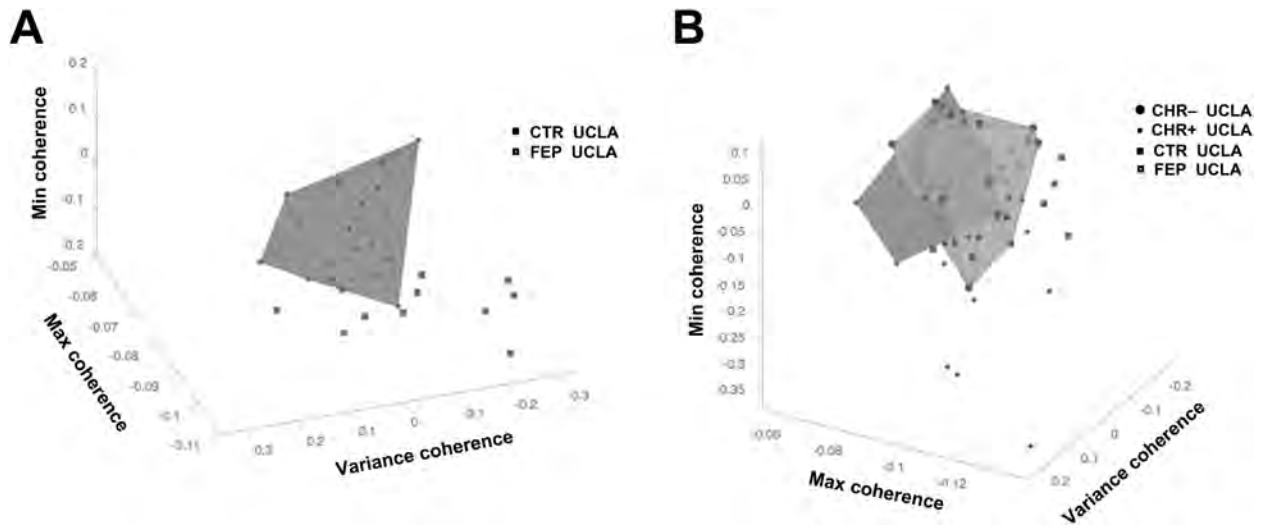 A
0.2
0.1
0
-0.1
0.2
Min coherence
-0.05
-0.06
-0.07
-0.08
-0.09
-0.1
-0.11
Max coherence
0.3
0.2
0.1
0
-0.1
-0.2
-0.3
Variance coherence
CTR UCLA
FEP UCLA
B
0.1
0.05
0
-0.05
-0.1
-0.15
-0.2
-0.25
-0.3
0.35
Min coherence
-0.06
-0.08
-0.1
-0.12
Max coherence
0.2
0.1
0
-0.1
-0.2
Variance coherence
CHR– UCLA
CHR+ UCLA
CTR UCLA
FEP UCLA